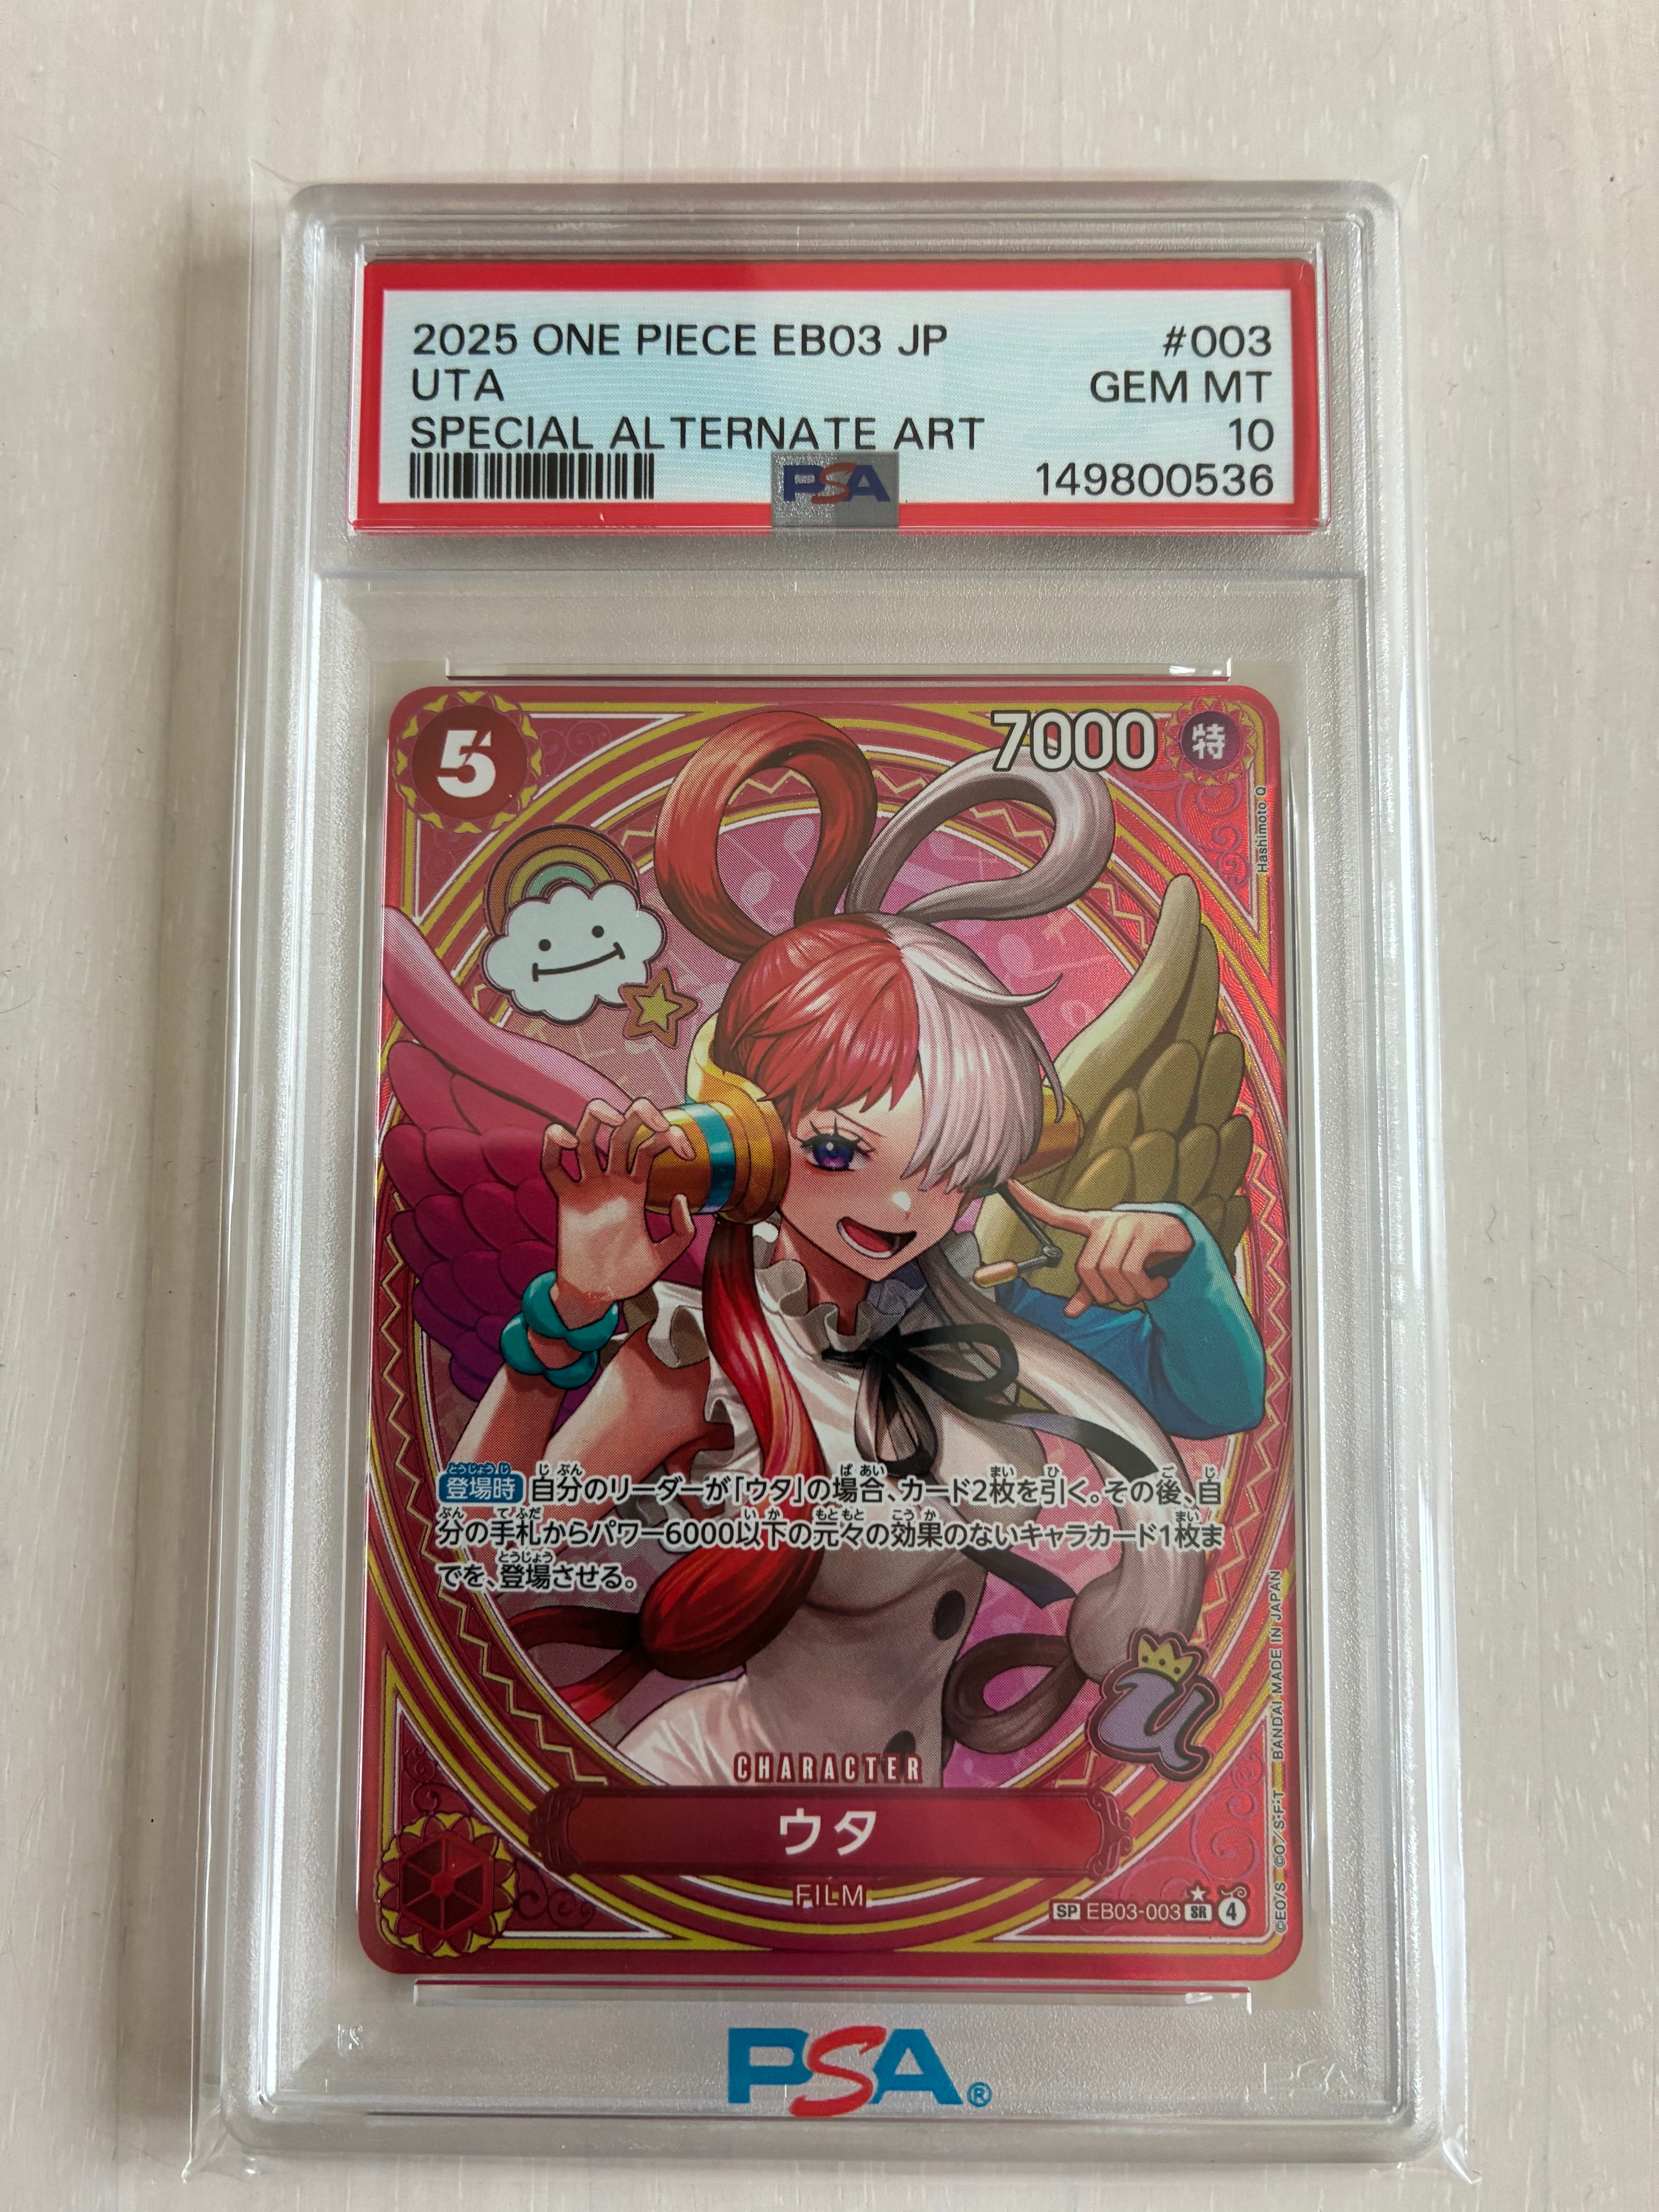 2025 ONE PIECE EB03 JP #003
UTA GEM MT
SPECIAL ALTERNATE ART 10
PSA 149800536
5 7000 特
Hashimoto Q
登場時 自分のリーダーが「ウタ」の場合、カード2枚を引く。その後、自
分の手札からパワー6000以下の元々の効果のないキャラカード1枚ま
でを、登場させる。
U
CHARACTER
ウタ
FILM
SP EB03-003 SR 4
©EO/S ©O/S·F·T BANDAI MADE IN JAPAN
PSA®